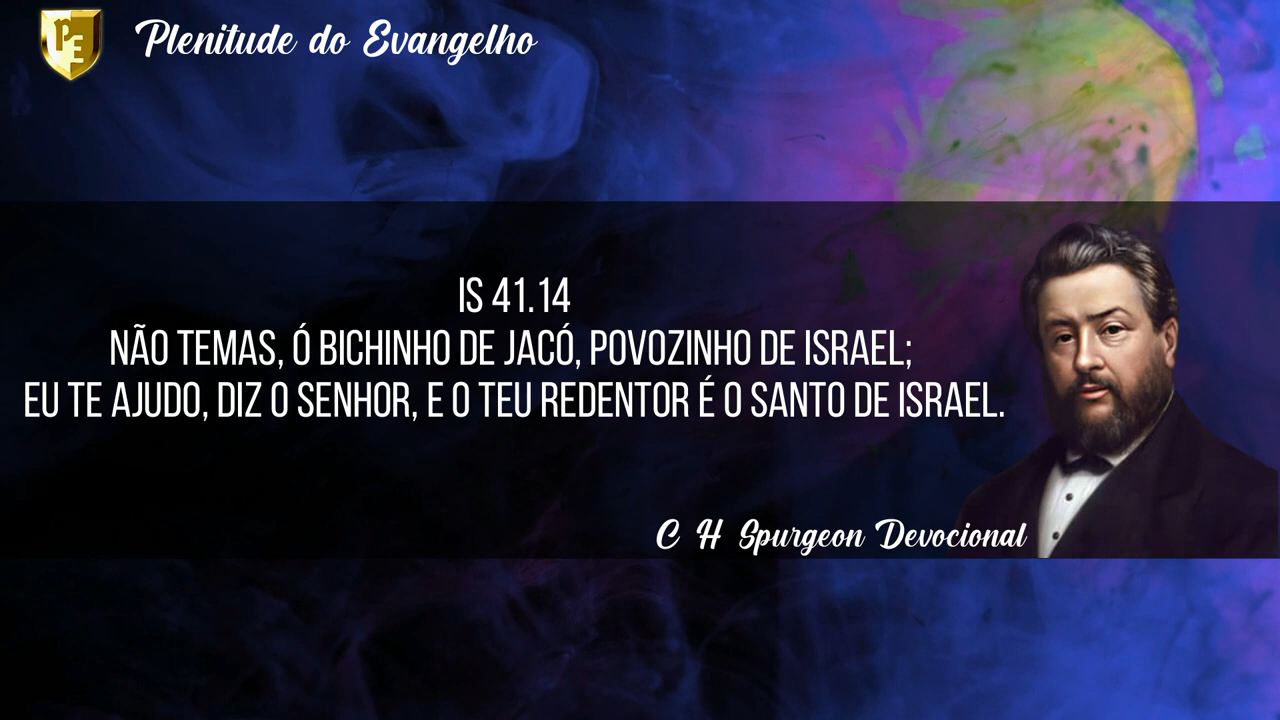 PE
Plenitude do Evangelho
IS 41.14
NÃO TEMAS, Ó BICHINHO DE JACÓ, POVOZINHO DE ISRAEL;
EU TE AJUDO, DIZ O SENHOR, E O TEU REDENTOR É O SANTO DE ISRAEL.
C H Spurgeon Devocional